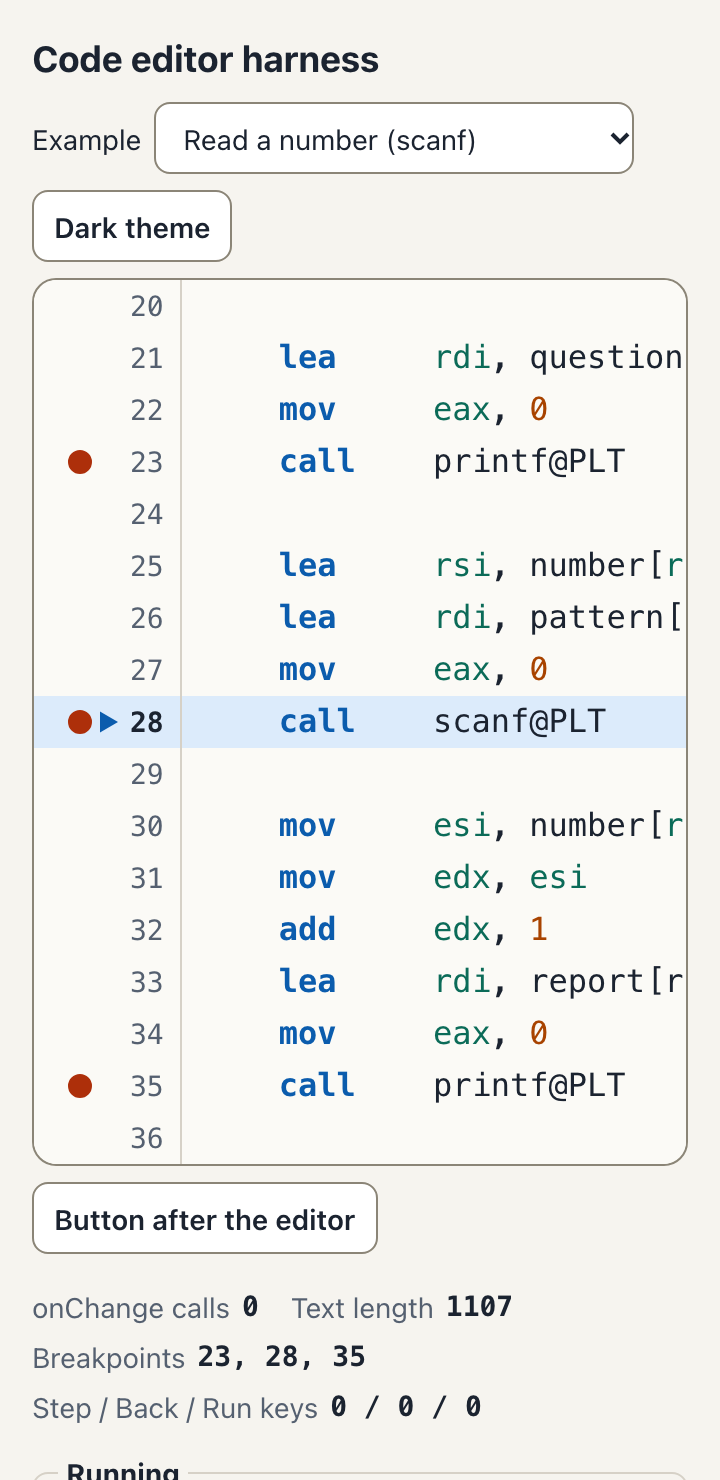 Code editor harness
Example Read a number (scanf)
Dark theme
20
21 lea rdi, question
22 mov eax, 0
23 call printf@PLT
24
25 lea rsi, number[r
26 lea rdi, pattern[
27 mov eax, 0
28 call scanf@PLT
29
30 mov esi, number[r
31 mov edx, esi
32 add edx, 1
33 lea rdi, report[r
34 mov eax, 0
35 call printf@PLT
36
Button after the editor
onChange calls 0 Text length 1107
Breakpoints 23, 28, 35
Step / Back / Run keys 0 / 0 / 0
Running